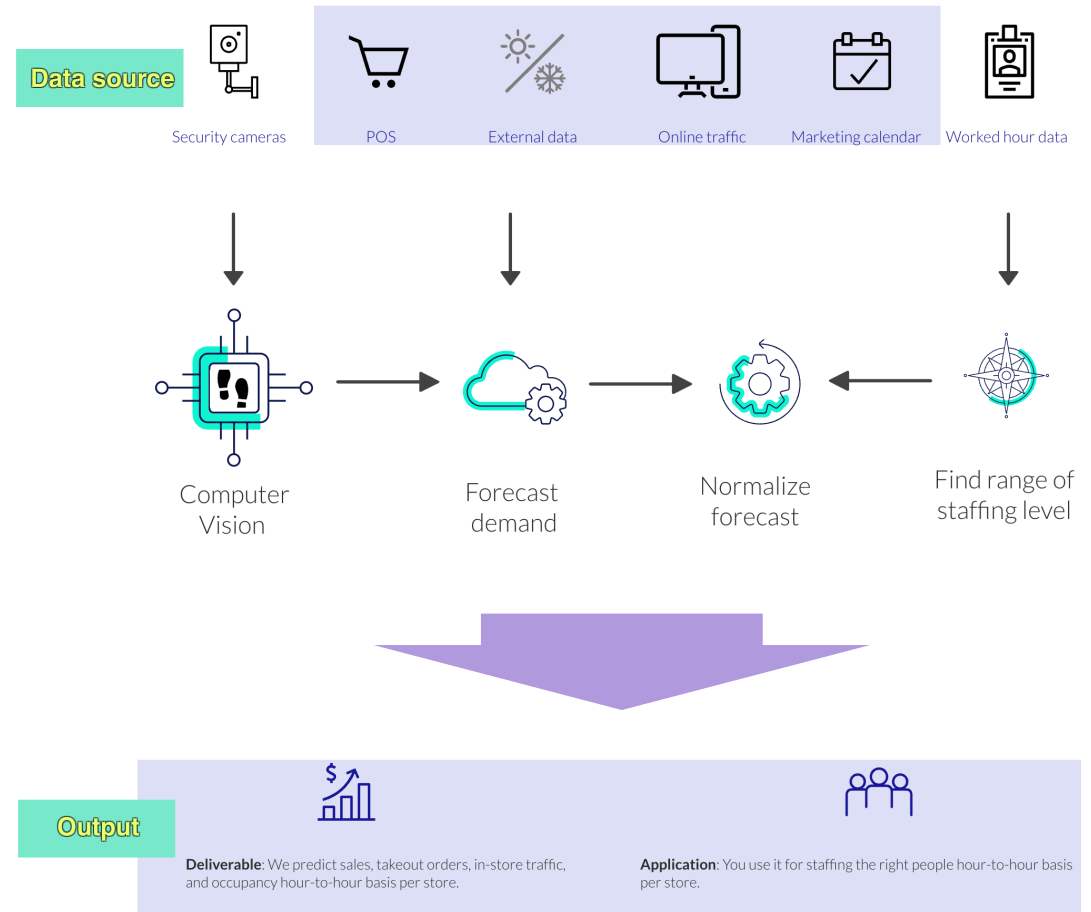 Data source
Security cameras
POS
External data
Online traffic
Marketing calendar
Worked hour data
Computer
Vision
Forecast
demand
Normalize
forecast
Find range of
staffing level
$
Output
Deliverable: We predict sales, takeout orders, in-store traffic,
and occupancy hour-to-hour basis per store.
Application: You use it for staffing the right people hour-to-hour basis
per store.